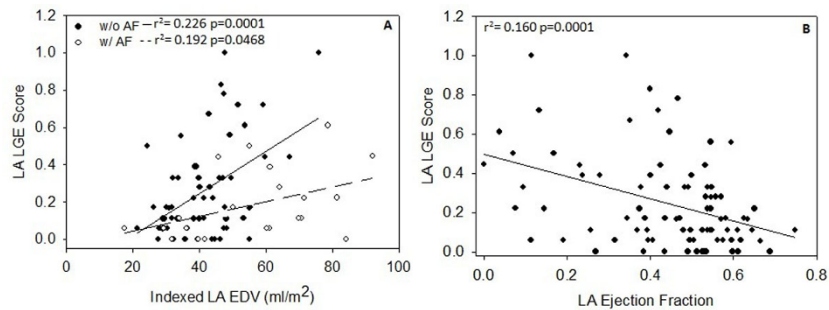 w/o AF — r²= 0.226 p=0.0001
w/ AF -- r²= 0.192 p=0.0468
A
LA LGE Score
1.2
1.0
0.8
0.6
0.4
0.2
0.0
0 20 40 60 80 100
Indexed LA EDV (ml/m²)
r²= 0.160 p=0.0001
B
LA LGE Score
1.2
1.0
0.8
0.6
0.4
0.2
0.0
0.0 0.2 0.4 0.6 0.8
LA Ejection Fraction